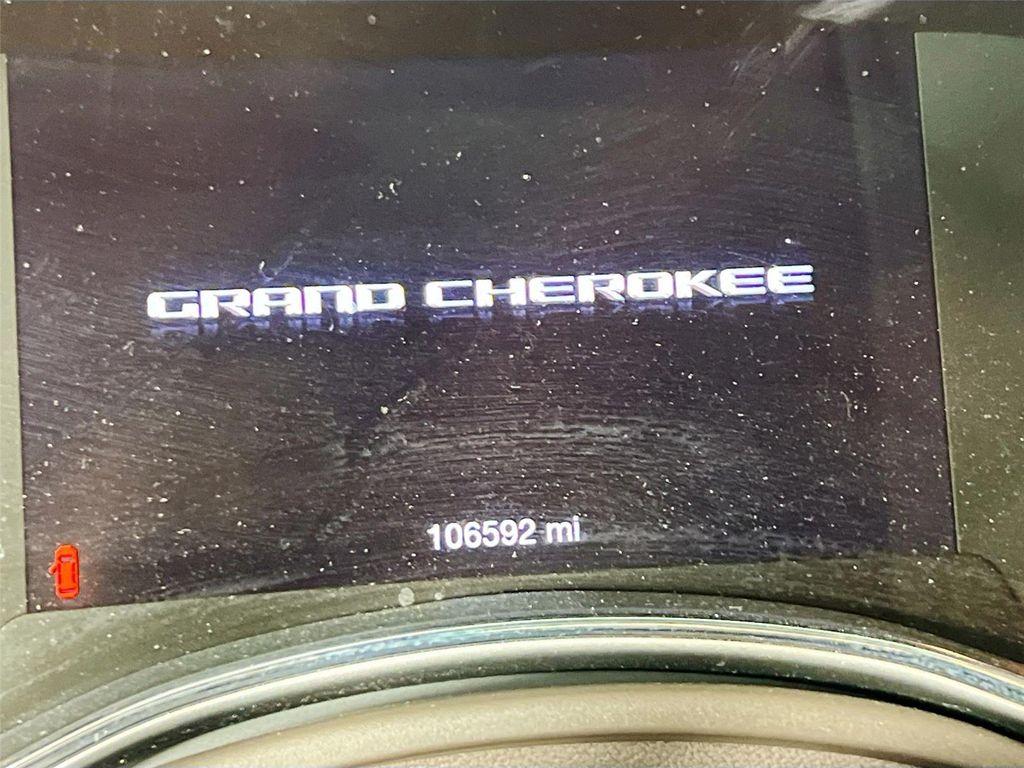 GRAND CHEROKEE
106592 mi